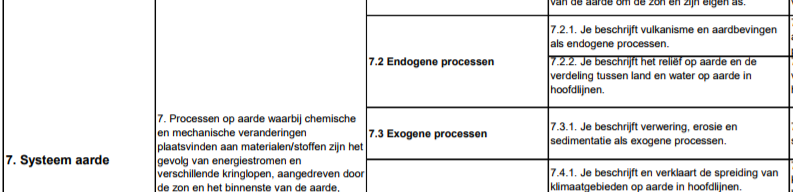 van de aarde om de zon en zijn eigen as.
7.2 Endogene processen
7.2.1. Je beschrijft vulkanisme en aardbevingen
als endogene processen.
7.2.2. Je beschrijft het reliëf op aarde en de
verdeling tussen land en water op aarde in
hoofdlijnen.
7. Systeem aarde
7. Processen op aarde waarbij chemische
en mechanische veranderingen
plaatsvinden aan materialen/stoffen zijn het
gevolg van energiestromen en
verschillende kringlopen, aangedreven door
de zon en het binnenste van de aarde,
7.3 Exogene processen
7.3.1. Je beschrijft verwering, erosie en
sedimentatie als exogene processen.
7.4.1. Je beschrijft en verklaart de spreiding van
klimaatgebieden op aarde in hoofdlijnen.